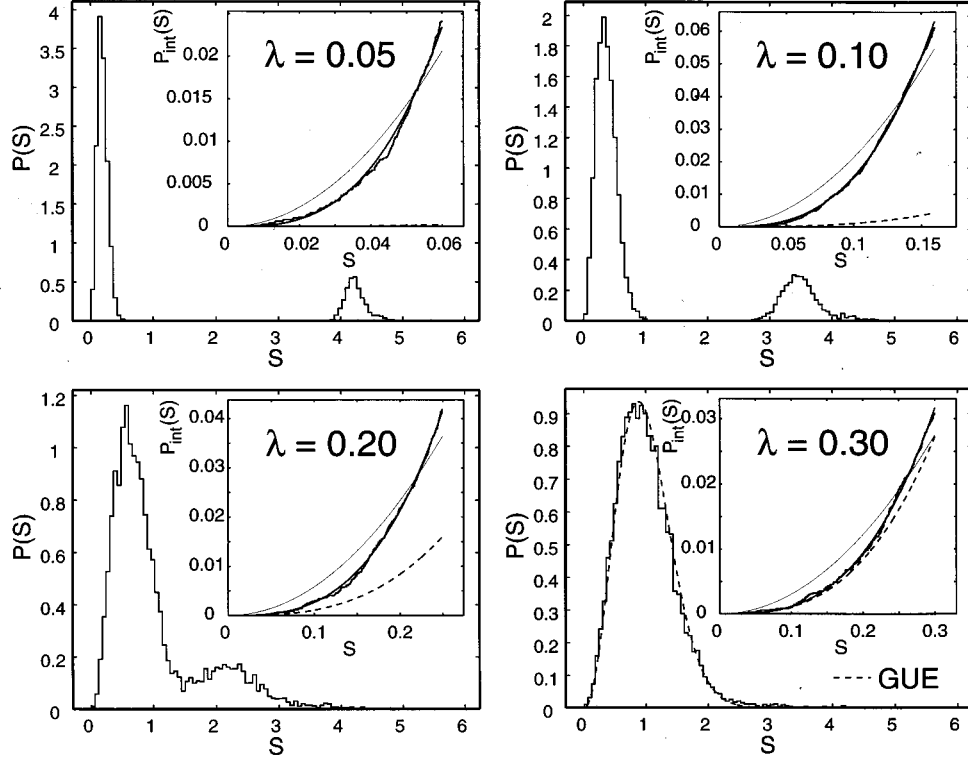 4
3.5
3
2.5
2
1.5
1
0.5
0
P(S)
0 1 2 3 4 5 6
S
P_int(S)
0.02
0.015
0.01
0.005
0
0 0.02 0.04 0.06
S
λ = 0.05
2
1.8
1.6
1.4
1.2
1
0.8
0.6
0.4
0.2
0
P(S)
0 1 2 3 4 5 6
S
P_int(S)
0.06
0.05
0.04
0.03
0.02
0.01
0
0 0.05 0.1 0.15
S
λ = 0.10
1.2
1
0.8
0.6
0.4
0.2
0
P(S)
0 1 2 3 4 5 6
S
P_int(S)
0.04
0.03
0.02
0.01
0
0 0.1 0.2
S
λ = 0.20
0.9
0.8
0.7
0.6
0.5
0.4
0.3
0.2
0.1
0
P(S)
0 1 2 3 4 5 6
S
P_int(S)
0.03
0.02
0.01
0
0 0.1 0.2 0.3
S
λ = 0.30
GUE